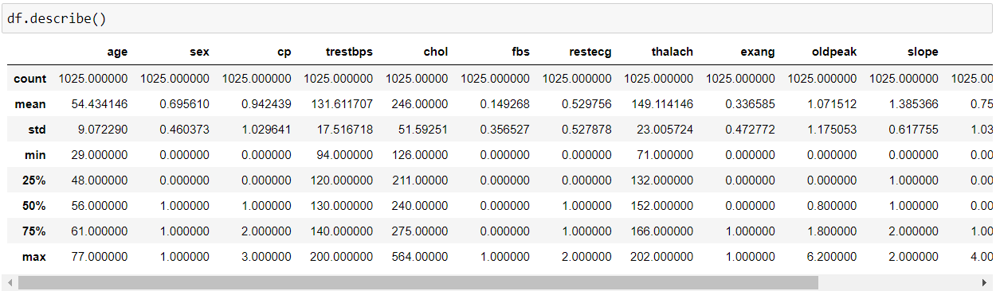 df.describe()
age sex cp trestbps chol fbs restecg thalach exang oldpeak slope
count 1025.000000 1025.000000 1025.000000 1025.000000 1025.00000 1025.000000 1025.000000 1025.000000 1025.000000 1025.000000 1025.000000 1025.00
mean 54.434146 0.695610 0.942439 131.611707 246.00000 0.149268 0.529756 149.114146 0.336585 1.071512 1.385366 0.75
std 9.072290 0.460373 1.029641 17.516718 51.59251 0.356527 0.527878 23.005724 0.472772 1.175053 0.617755 1.03
min 29.000000 0.000000 0.000000 94.000000 126.00000 0.000000 0.000000 71.000000 0.000000 0.000000 0.000000 0.00
25% 48.000000 0.000000 0.000000 120.000000 211.00000 0.000000 0.000000 132.000000 0.000000 0.000000 1.000000 0.00
50% 56.000000 1.000000 1.000000 130.000000 240.00000 0.000000 1.000000 152.000000 0.000000 0.800000 1.000000 0.00
75% 61.000000 1.000000 2.000000 140.000000 275.00000 0.000000 1.000000 166.000000 1.000000 1.800000 2.000000 1.00
max 77.000000 1.000000 3.000000 200.000000 564.00000 1.000000 2.000000 202.000000 1.000000 6.200000 2.000000 4.00